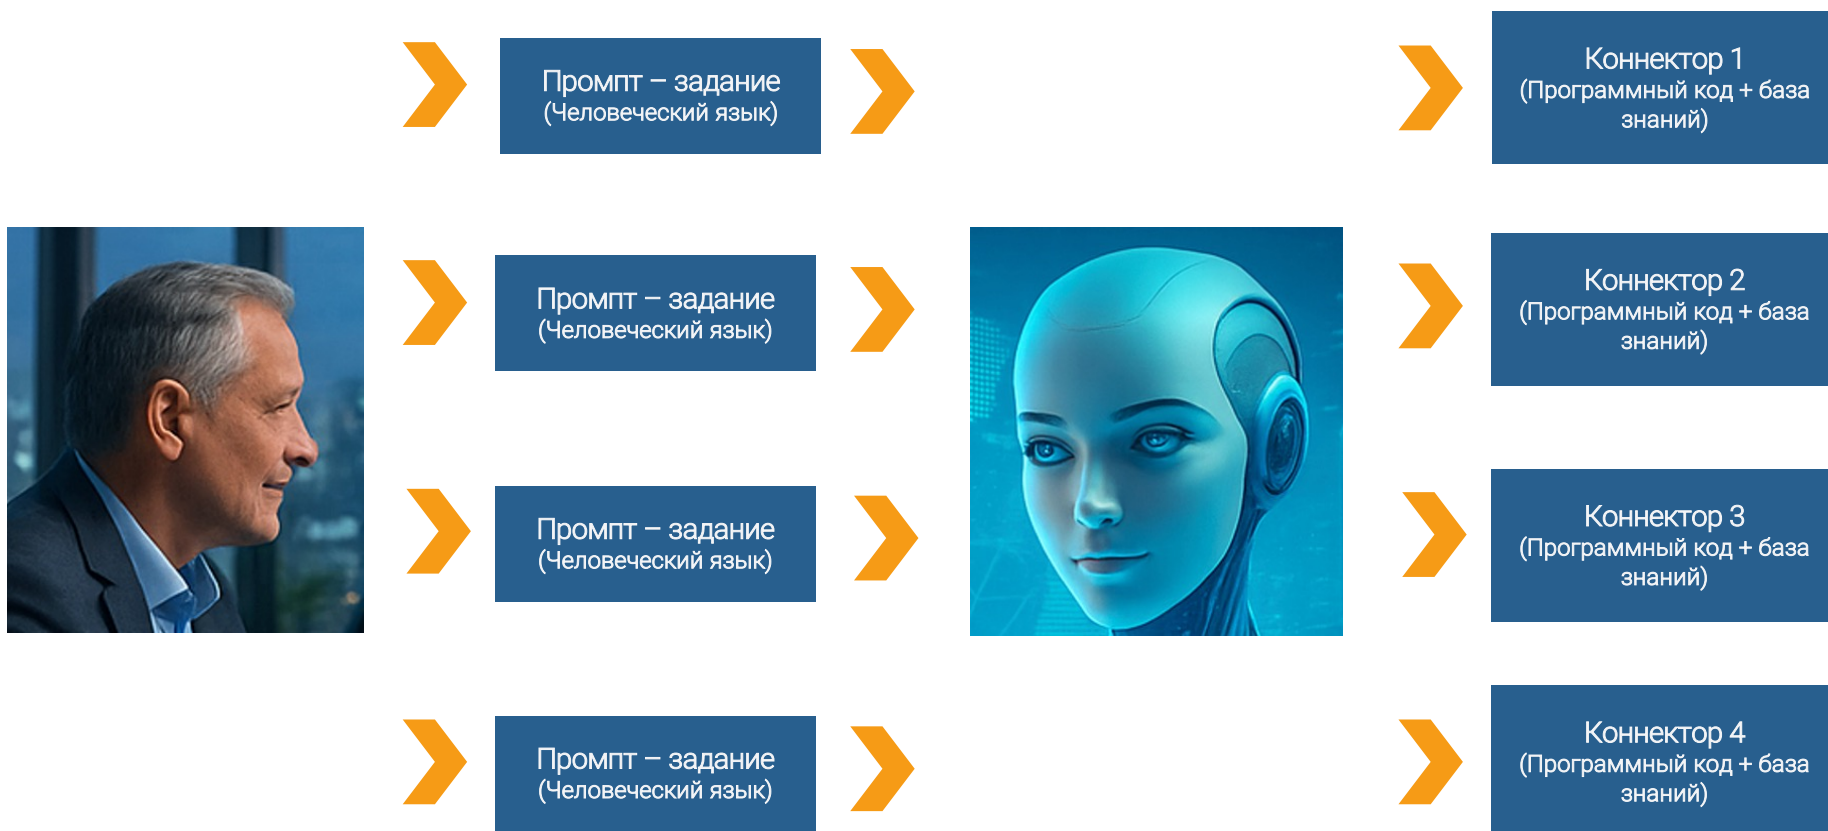 Промпт – задание
(Человеческий язык)
Коннектор 1
(Программный код + база
знаний)
Промпт – задание
(Человеческий язык)
Коннектор 2
(Программный код + база
знаний)
Промпт – задание
(Человеческий язык)
Коннектор 3
(Программный код + база
знаний)
Промпт – задание
(Человеческий язык)
Коннектор 4
(Программный код + база
знаний)